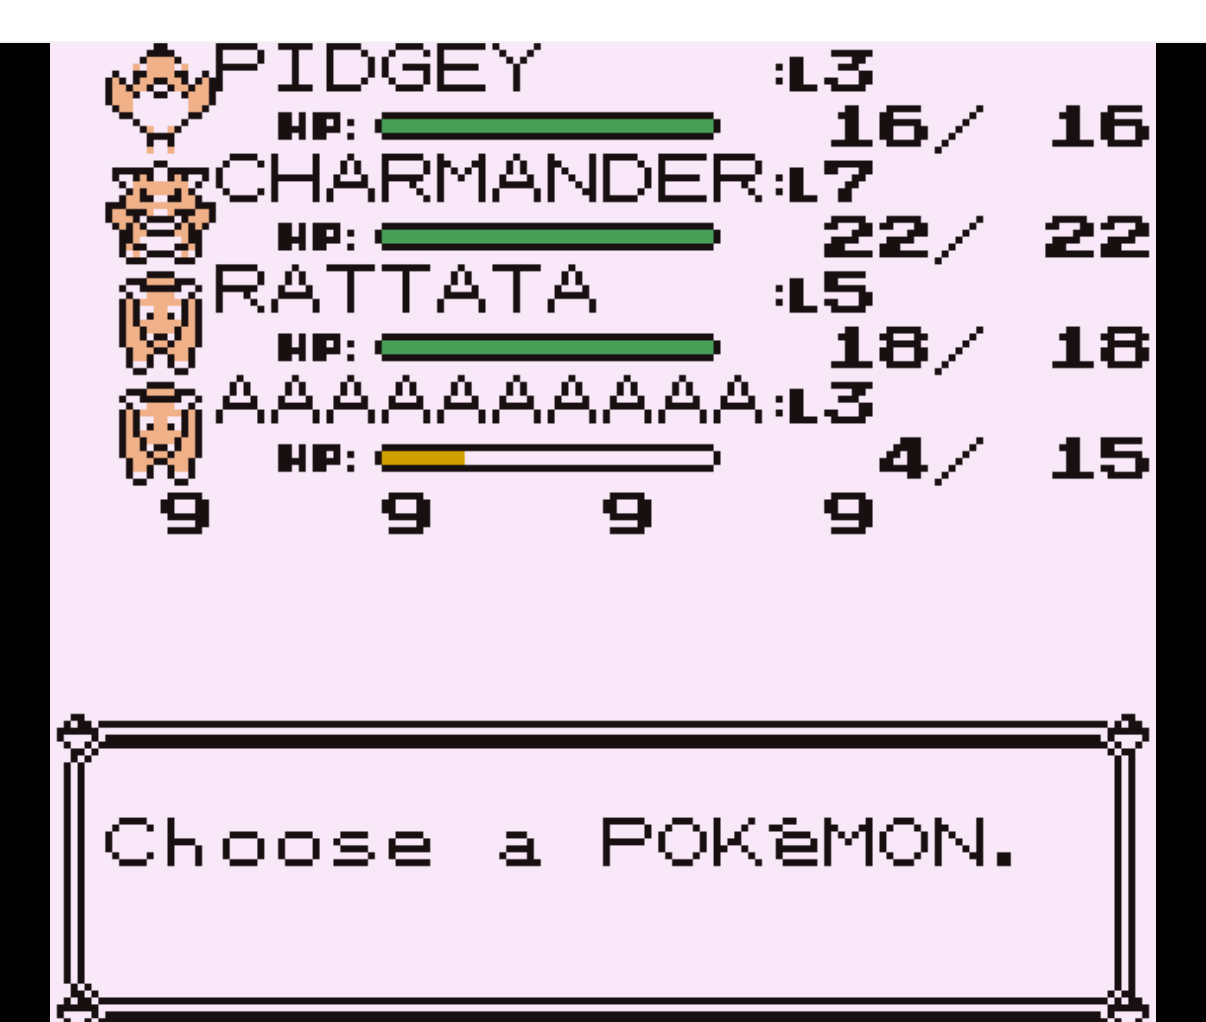 PIDGEY :L3
HP: 16/ 16
CHARMANDER :L7
HP: 22/ 22
RATTATA :L5
HP: 18/ 18
AAAAAAAAAA :L3
HP: 4/ 15
9 9 9 9
Choose a POKéMON.